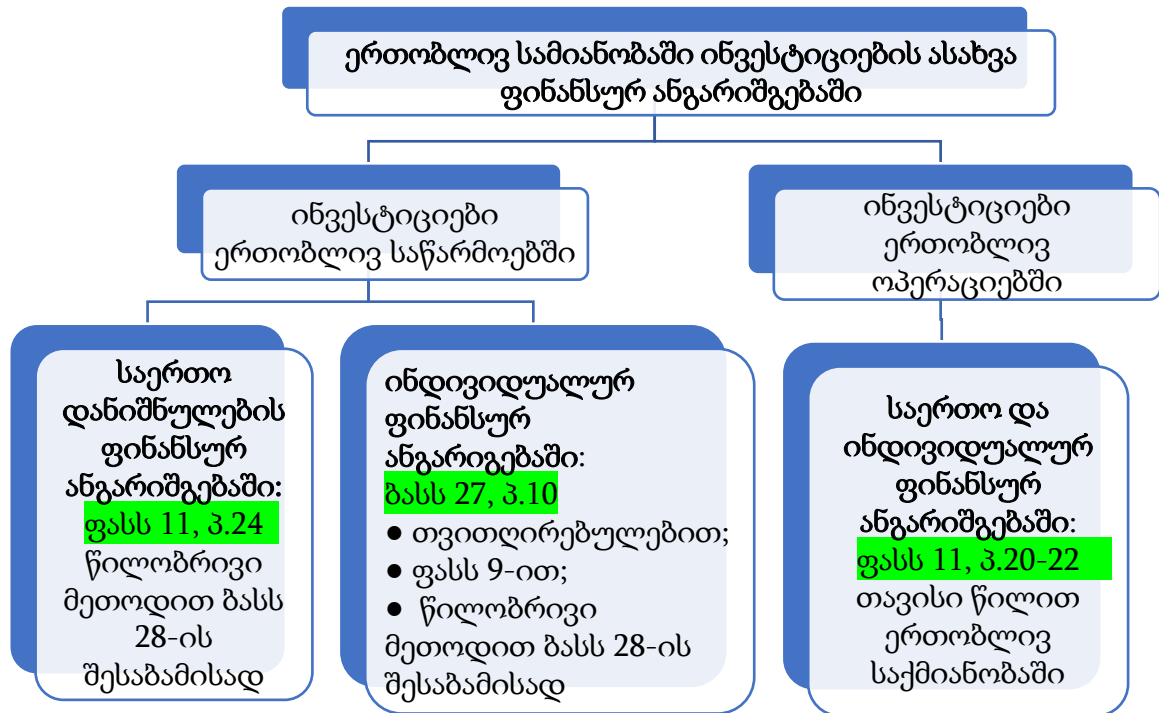 ერთობლივ სამიანობაში ინვესტიციების ასახვა
ფინანსურ ანგარიშგებაში
ინვესტიციები
ერთობლივ საწარმოებში
ინვესტიციები
ერთობლივ
ოპერაციებში
საერთო
დანიშნულების
ფინანსურ
ანგარიშგებაში:
ფასს 11, პ.24
წილობრივი
მეთოდით ბასს
28-ის
შესაბამისად
ინდივიდუალურ
ფინანსურ
ანგარიგებაში:
ბასს 27, პ.10
● თვითღირებულებით;
● ფასს 9-ით;
● წილობრივი
მეთოდით ბასს 28-ის
შესაბამისად
საერთო და
ინდივიდუალურ
ფინანსურ
ანგარიშგებაში:
ფასს 11, პ.20-22
თავისი წილით
ერთობლივ
საქმიანობაში